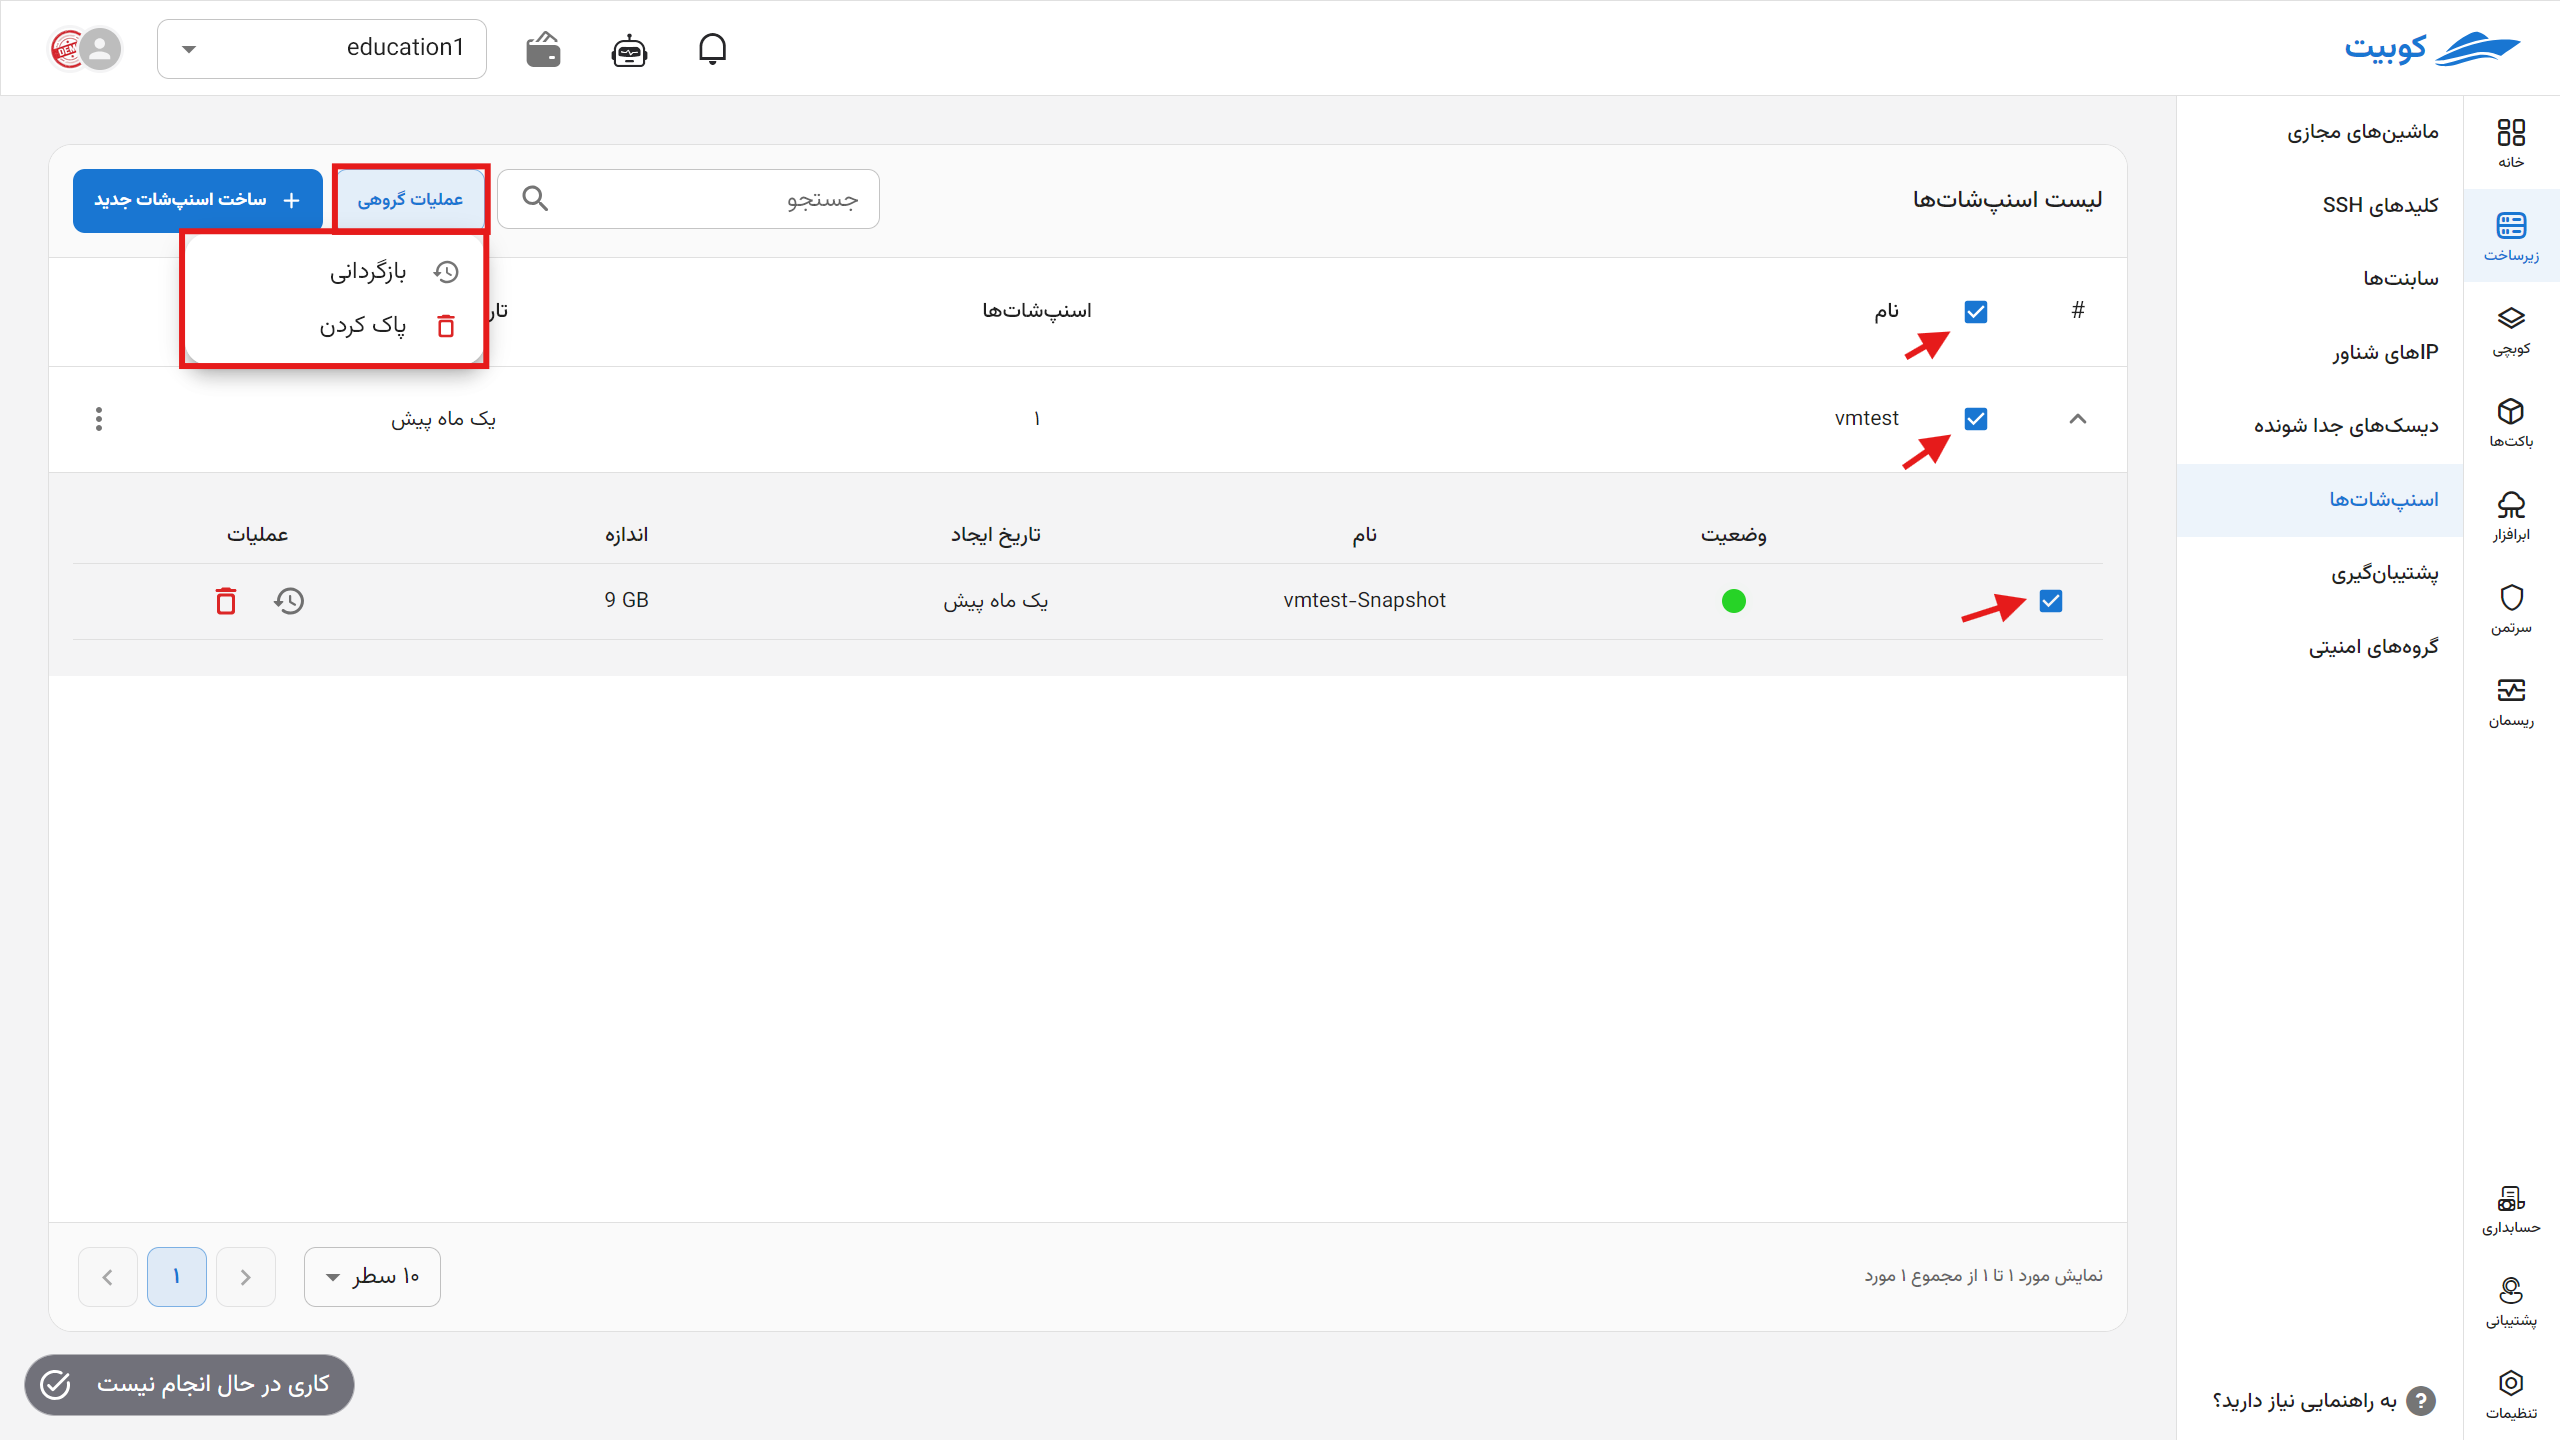 کوبیت
education1
DEMO
خانه
زیرساخت
کوبچی
باکت‌ها
ابرافزار
سرتمن
ریسمان
حسابداری
پشتیبانی
تنظیمات
ماشین‌های مجازی
کلیدهای SSH
سابنت‌ها
IPهای شناور
دیسک‌های جدا شونده
اسنپ‌شات‌ها
پشتیبان‌گیری
گروه‌های امنیتی
به راهنمایی نیاز دارید؟
لیست اسنپ‌شات‌ها
جستجو
عملیات گروهی
ساخت اسنپ‌شات جدید
بازگردانی
پاک کردن
# نام اسنپ‌شات‌ها
vmtest ۱ یک ماه پیش
وضعیت نام تاریخ ایجاد اندازه عملیات
vmtest-Snapshot یک ماه پیش 9 GB
نمایش مورد ۱ تا ۱ از مجموع ۱ مورد
۱۰ سطر
۱
کاری در حال انجام نیست